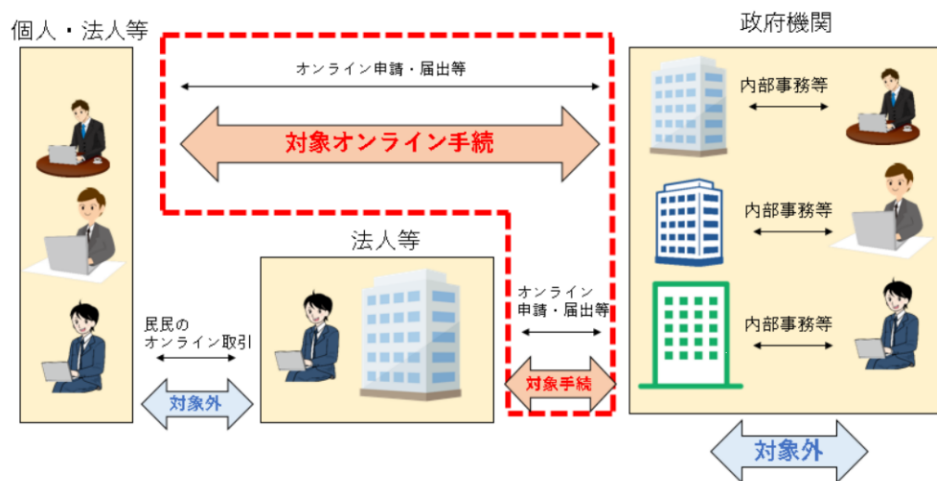 個人・法人等
政府機関
オンライン申請・届出等
対象オンライン手続
内部事務等
内部事務等
内部事務等
法人等
民民の
オンライン取引
対象外
オンライン
申請・届出等
対象手続
対象外